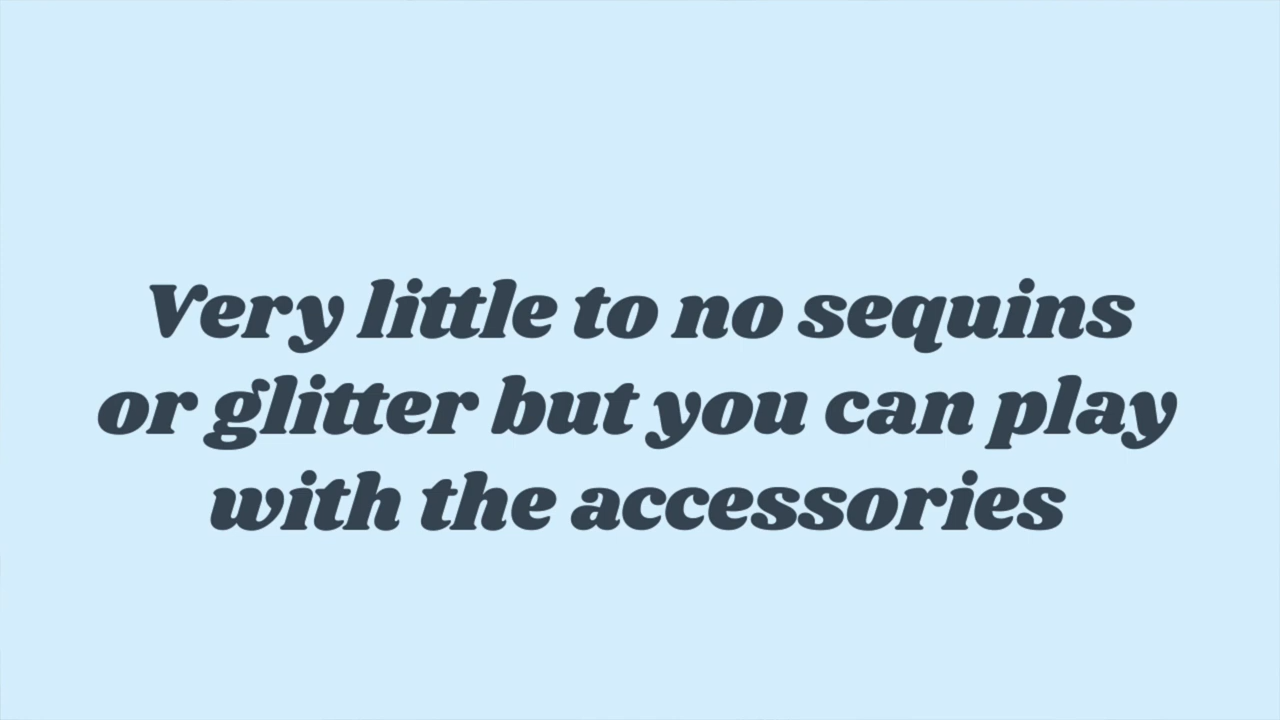 Very little to no sequins
or glitter but you can play
with the accessories